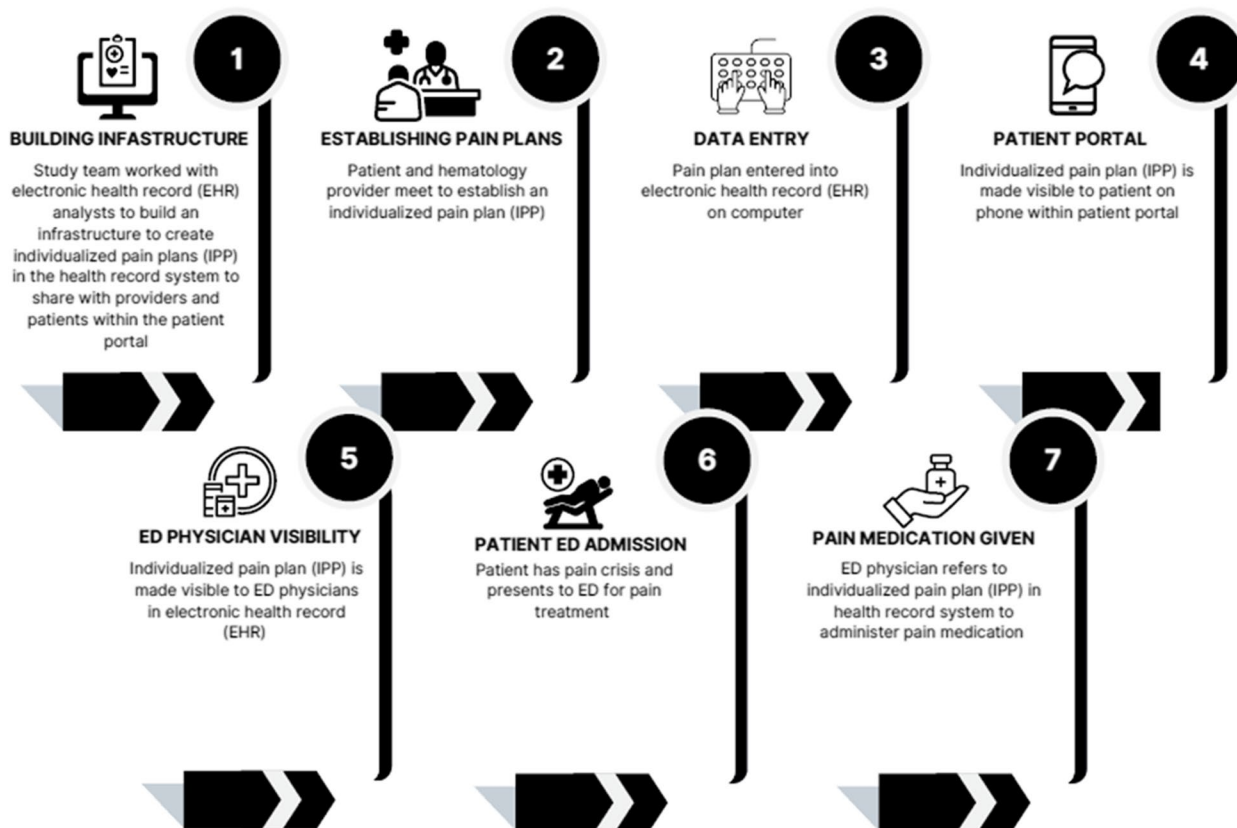 1
BUILDING INFASTRUCTURE
Study team worked with
electronic health record (EHR)
analysts to build an
infrastructure to create
individualized pain plans (IPP)
in the health record system to
share with providers and
patients within the patient
portal
2
ESTABLISHING PAIN PLANS
Patient and hematology
provider meet to establish an
individualized pain plan (IPP)
3
DATA ENTRY
Pain plan entered into
electronic health record (EHR)
on computer
4
PATIENT PORTAL
Individualized pain plan (IPP) is
made visible to patient on
phone within patient portal
5
ED PHYSICIAN VISIBILITY
Individualized pain plan (IPP) is
made visible to ED physicians
in electronic health record
(EHR)
6
PATIENT ED ADMISSION
Patient has pain crisis and
presents to ED for pain
treatment
7
PAIN MEDICATION GIVEN
ED physician refers to
individualized pain plan (IPP) in
health record system to
administer pain medication